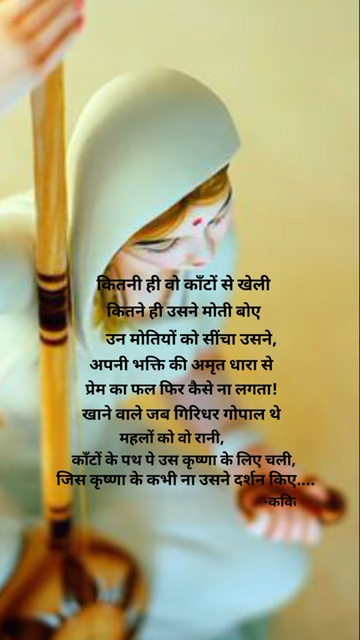 कितनी ही वो काँटों से खेली
कितने ही उसने मोती बोए
उन मोतियों को सींचा उसने,
अपनी भक्ति की अमृत धारा से
प्रेम का फल फिर कैसे ना लगता!
खाने वाले जब गिरिधर गोपाल थे
महलों को वो रानी,
काँटों के पथ पे उस कृष्णा के लिए चली,
जिस कृष्णा के कभी ना उसने दर्शन किए....